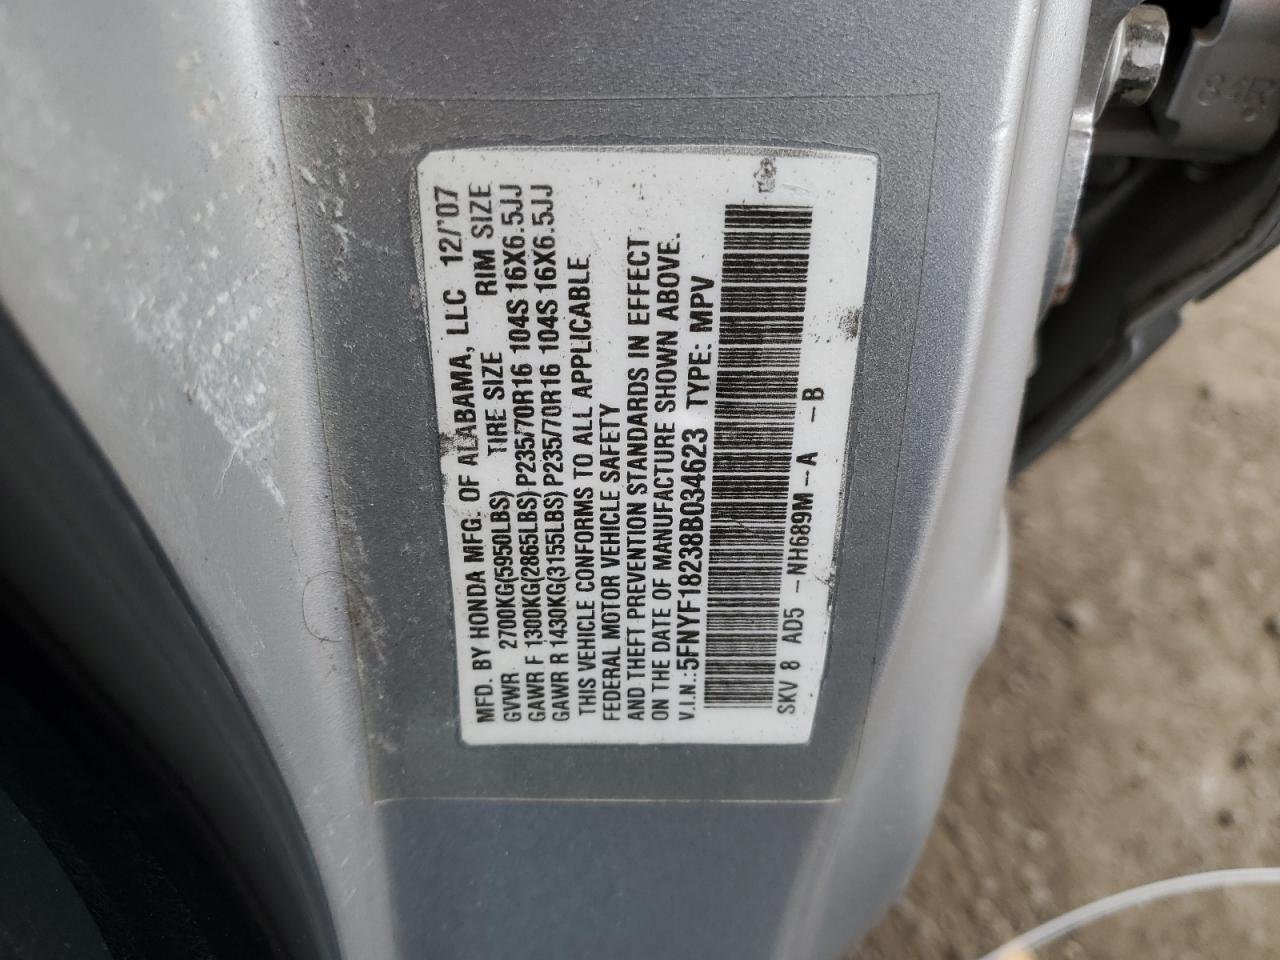 MFD. BY HONDA MFG. OF ALABAMA, LLC 12/'07
GVWR 2700KG(5950LBS) TIRE SIZE RIM SIZE
GAWR F 1300KG(2865LBS) P235/70R16 104S 16X6.5JJ
GAWR R 1430KG(3155LBS) P235/70R16 104S 16X6.5JJ
THIS VEHICLE CONFORMS TO ALL APPLICABLE
FEDERAL MOTOR VEHICLE SAFETY
AND THEFT PREVENTION STANDARDS IN EFFECT
ON THE DATE OF MANUFACTURE SHOWN ABOVE.
V.I.N.:5FNYF18238B034623 TYPE: MPV
SKV 8 AD5 -NH689M-A -B